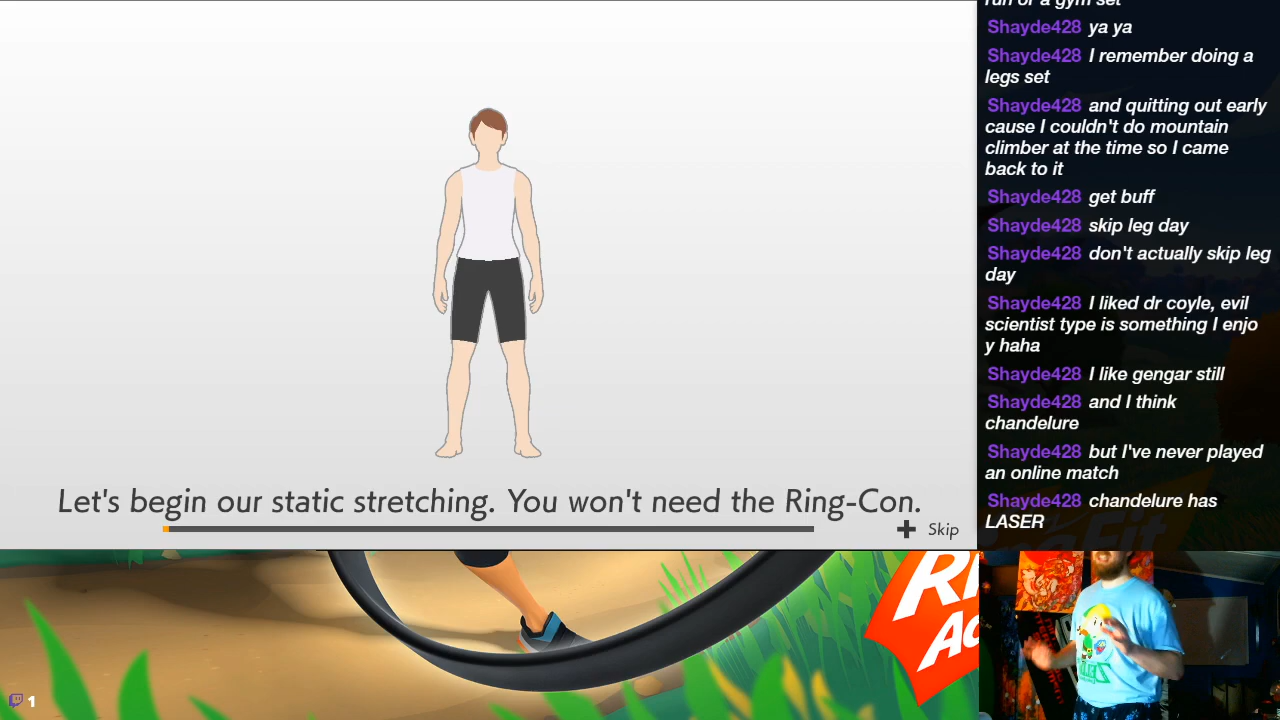 run or a gym set
Shayde428 ya ya
Shayde428 I remember doing a
legs set
Shayde428 and quitting out early
cause I couldn't do mountain
climber at the time so I came
back to it
Shayde428 get buff
Shayde428 skip leg day
Shayde428 don't actually skip leg
day
Shayde428 I liked dr coyle, evil
scientist type is something I enjo
y haha
Shayde428 I like gengar still
Shayde428 and I think
chandelure
Shayde428 but I've never played
an online match
Shayde428 chandelure has
LASER
Let's begin our static stretching. You won't need the Ring-Con.
+ Skip
1